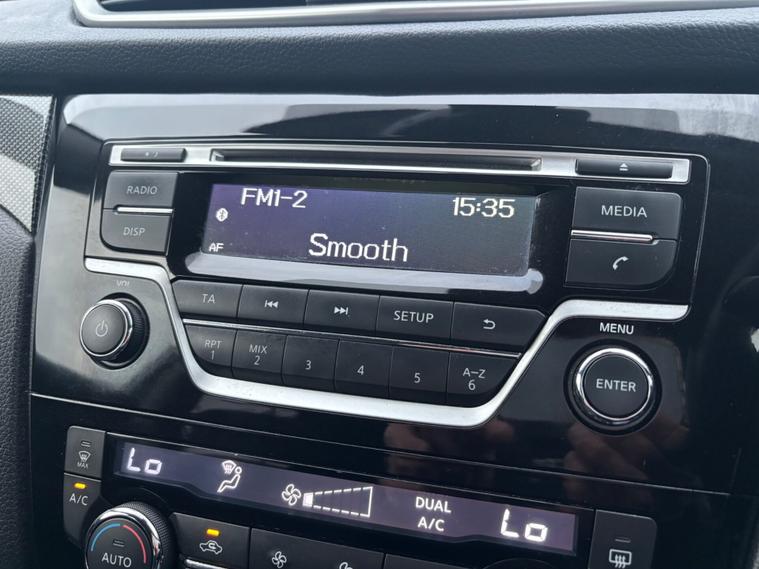 RADIO
FM1-2
15:35
MEDIA
DISP
AF
Smooth
VOL
TA
SETUP
MENU
RPT
1
MIX
2
3
4
5
A-Z
6
ENTER
MAX
Lo
A/C
DUAL
A/C
Lo
AUTO